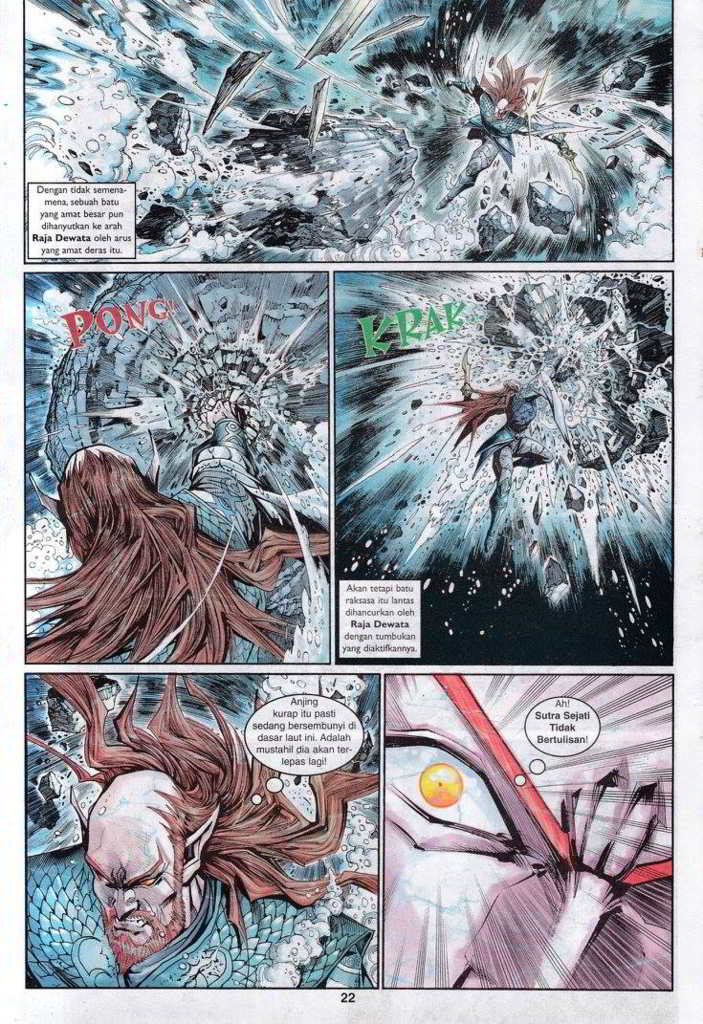 Dengan tidak semena-
mena, sebuah batu
yang amat besar pun
dihanyutkan ke arah
Raja Dewata oleh arus
yang amat deras itu.
PONG!
KRAK
Akan tetapi batu
raksasa itu lantas
dihancurkan oleh
Raja Dewata
dengan tumbukan
yang diaktifkannya.
Anjing
kurap itu pasti
sedang bersembunyi di
dasar laut ini. Adalah
mustahil dia akan ter-
lepas lagi!
Ah!
Sutra Sejati
Tidak
Bertulisan!
22